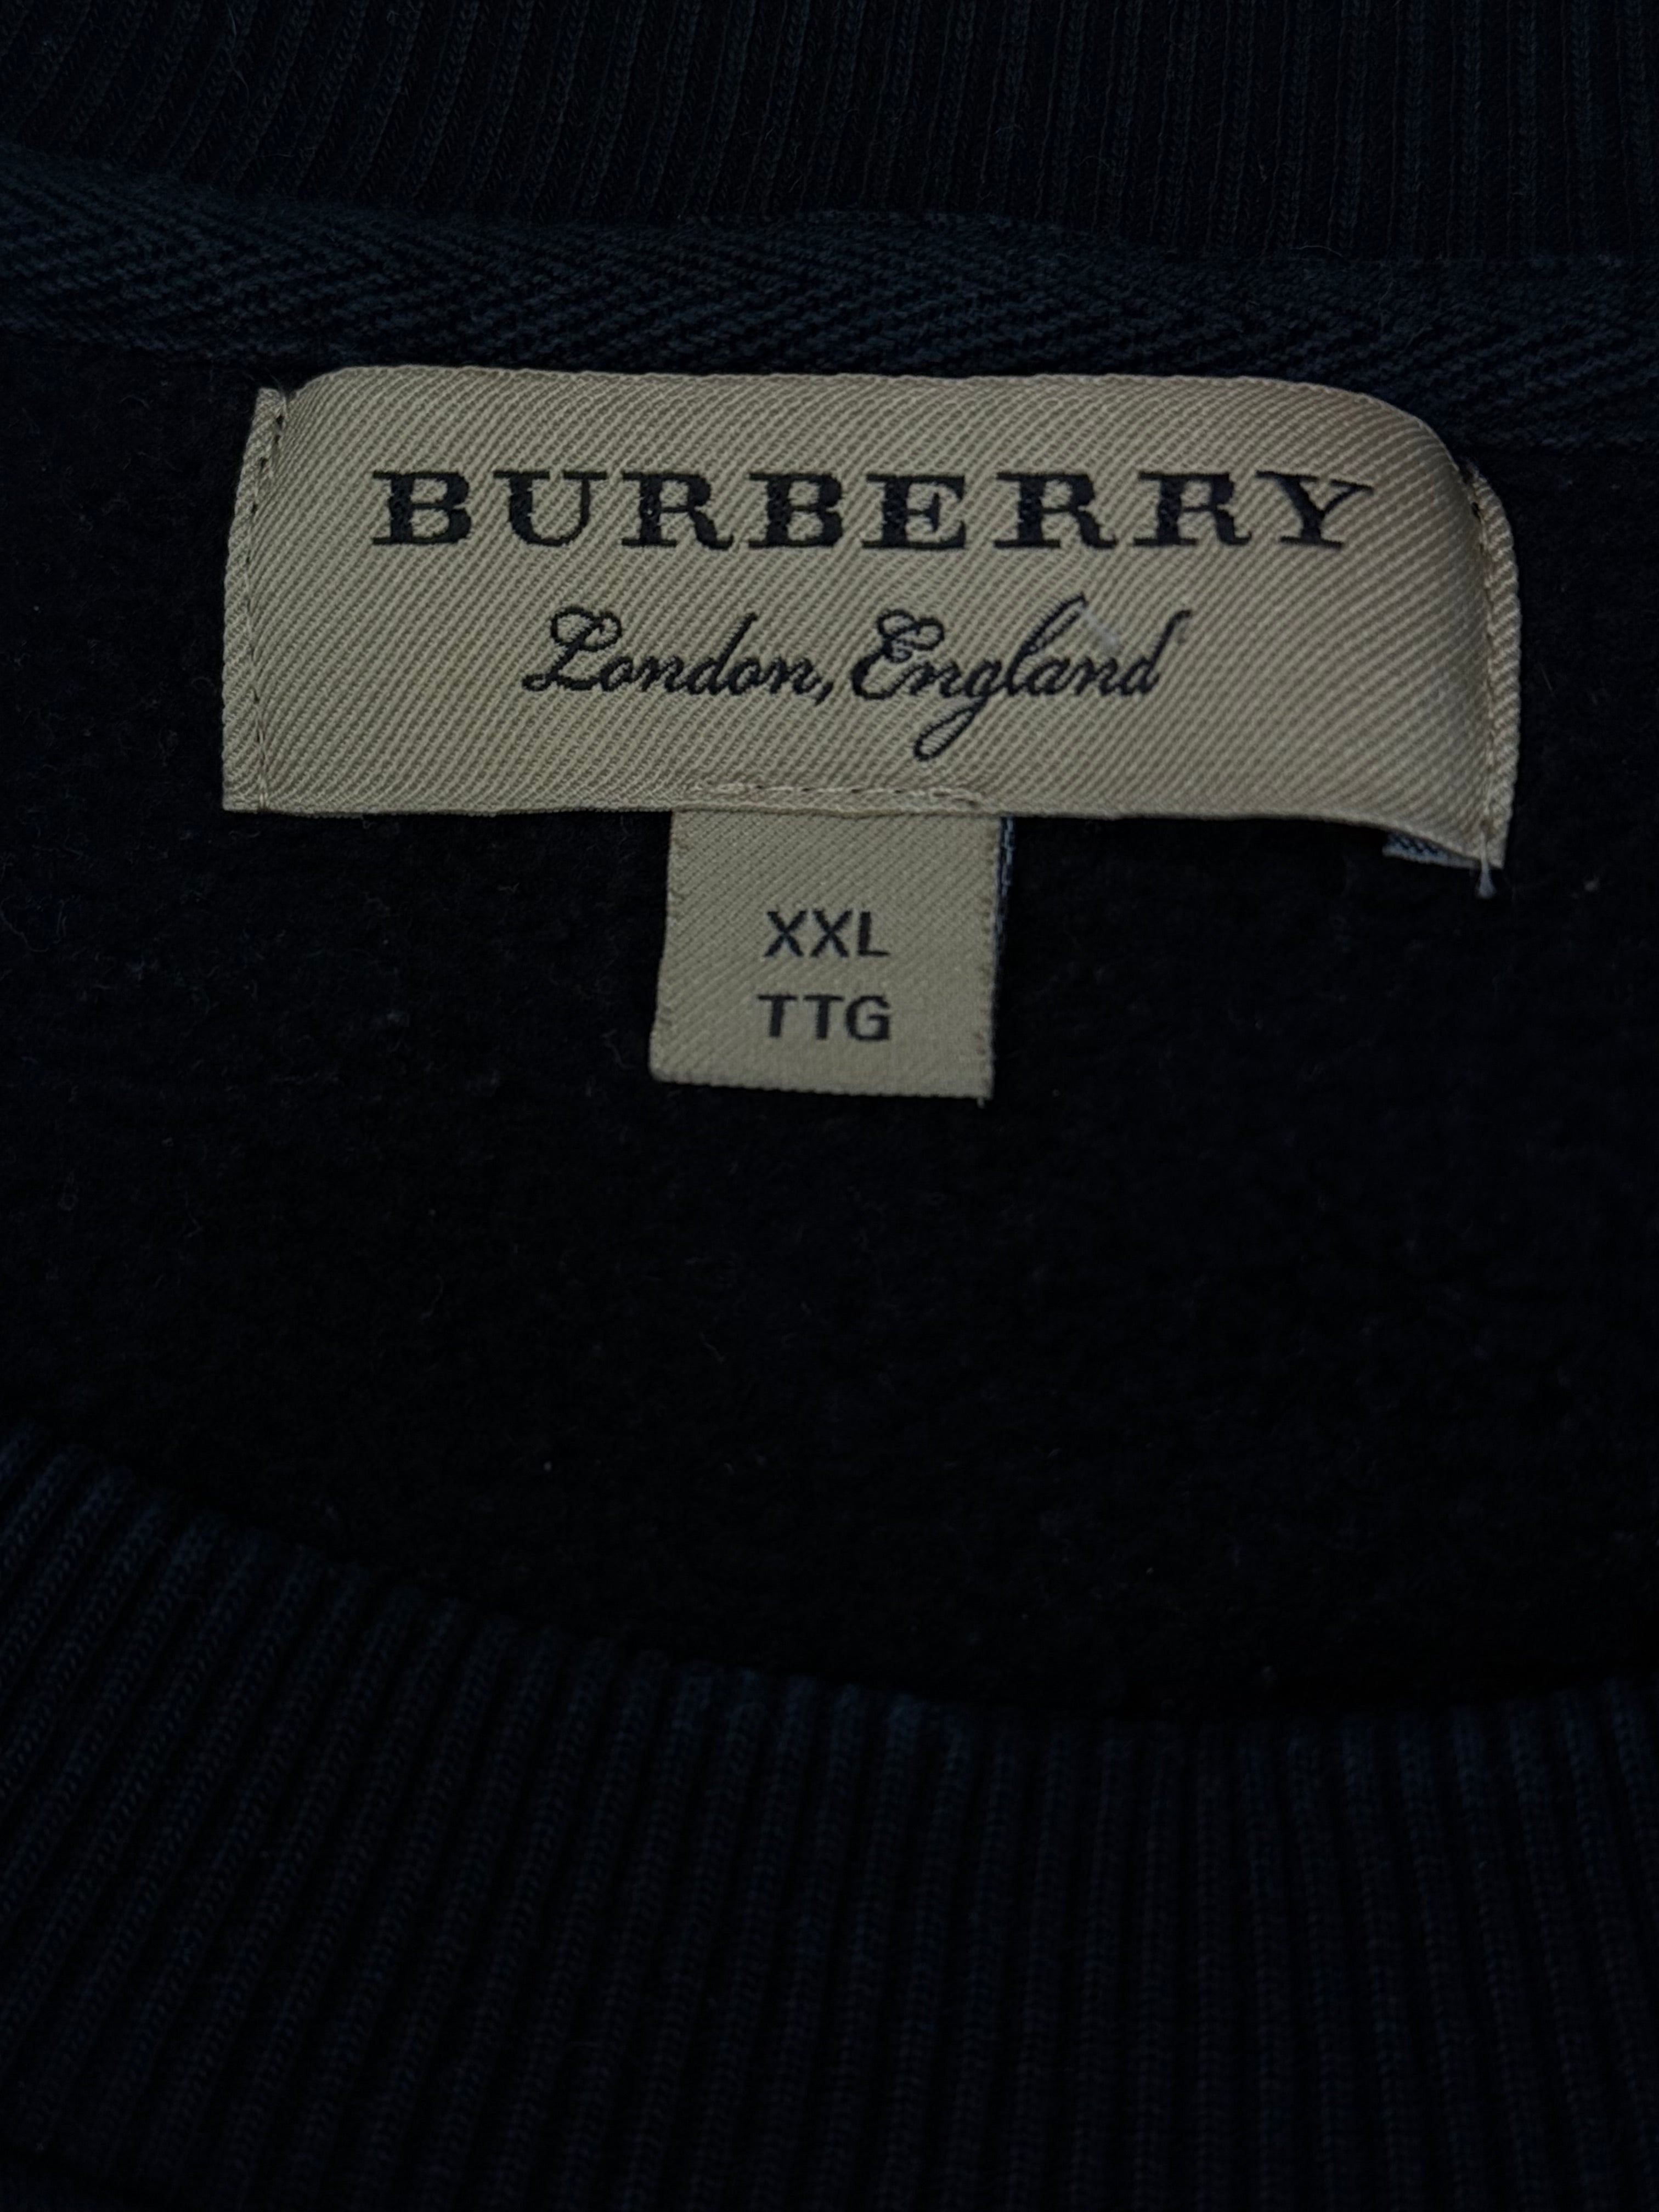 BURBERRY
London, England
XXL
TTG